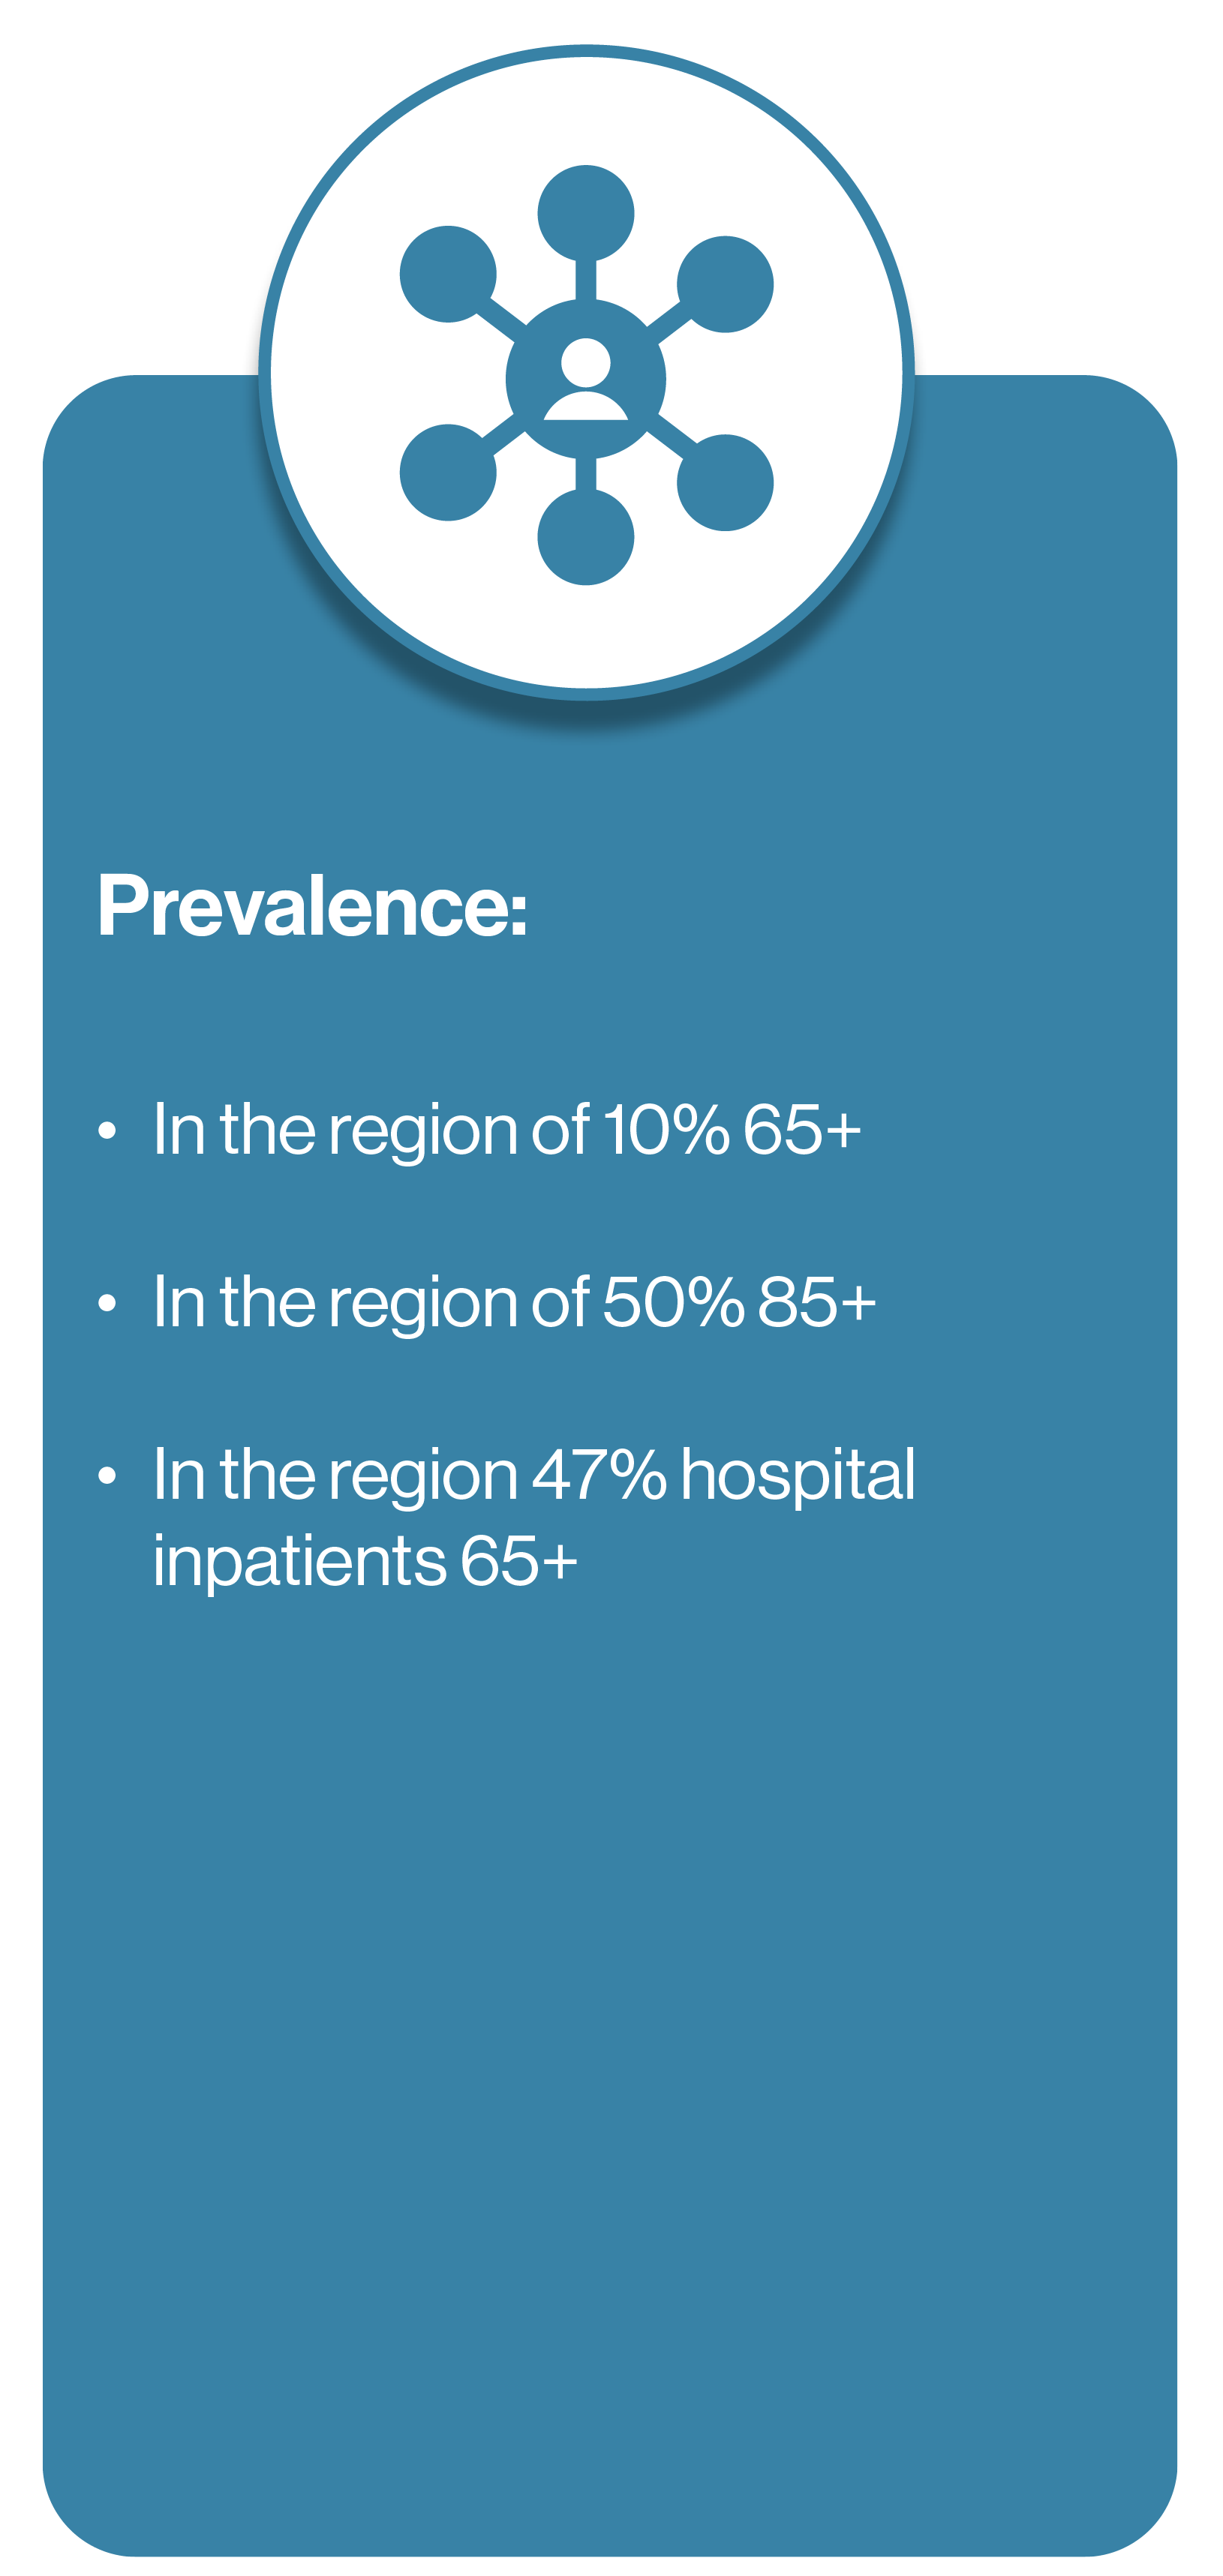 Prevalence:
• In the region of 10% 65+
• In the region of 50% 85+
• In the region 47% hospital
inpatients 65+